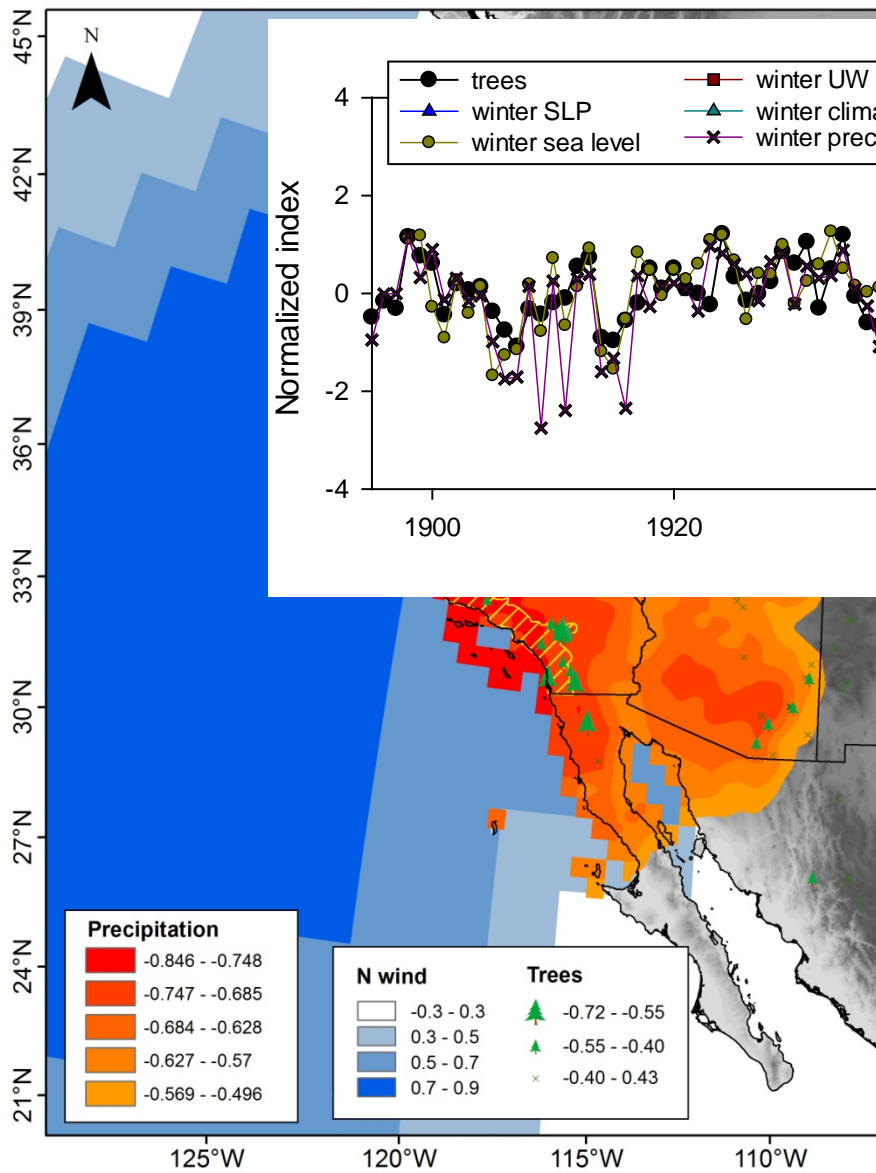 45°N
42°N
39°N
36°N
33°N
30°N
27°N
24°N
21°N
N
Normalized index
4
2
0
-2
-4
trees
winter SLP
winter sea level
winter UW
winter clima
winter prec
1900
1920
Precipitation
-0.846 - -0.748
-0.747 - -0.685
-0.684 - -0.628
-0.627 - -0.57
-0.569 - -0.496
N wind
-0.3 - 0.3
0.3 - 0.5
0.5 - 0.7
0.7 - 0.9
Trees
-0.72 - -0.55
-0.55 - -0.40
-0.40 - 0.43
125°W
120°W
115°W
110°W